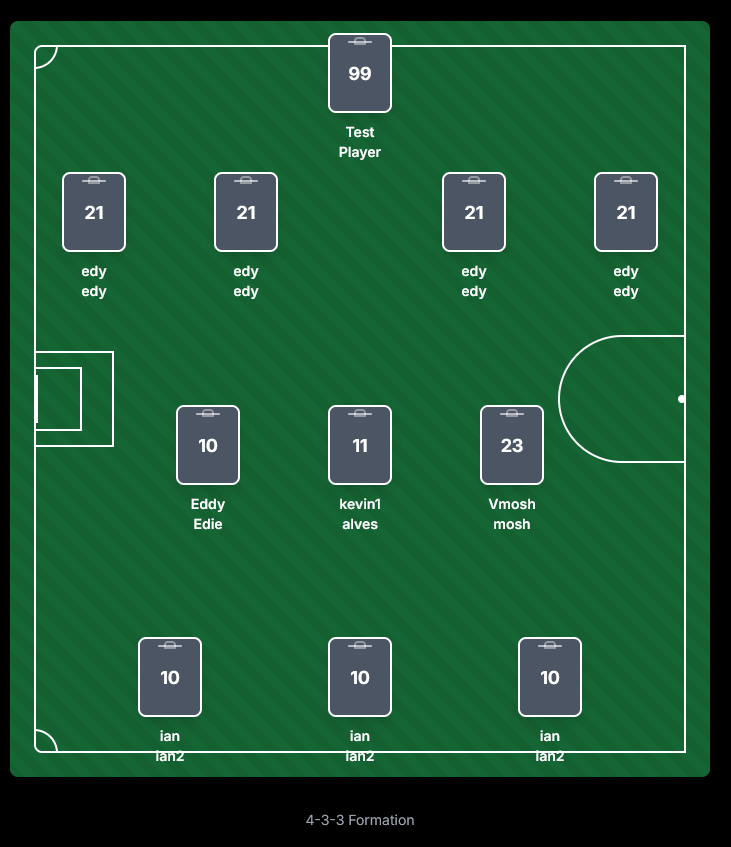 99
Test
Player
21
21
21
21
edy
edy
edy
edy
edy
edy
edy
edy
10
11
23
Eddy
Edie
kevin1
alves
Vmosh
mosh
10
10
10
ian
ian2
ian
ian2
ian
ian2
4-3-3 Formation